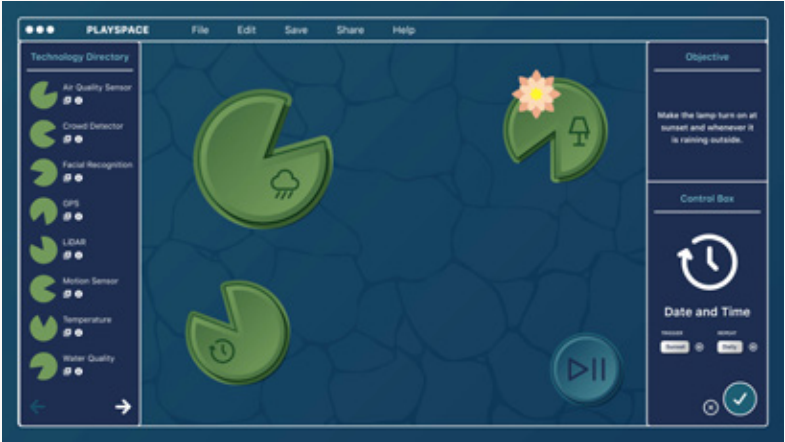 PLAYSPACE File Edit Save Share Help
Technology Directory
Air Quality Sensor
Crowd Detector
Facial Recognition
GPS
LiDAR
Motion Sensor
Temperature
Water Quality
Objective
Make the lamp turn on at
sunset and whenever it
is raining outside.
Control Box
Date and Time
TRIGGER REPEAT
Sunset Daily